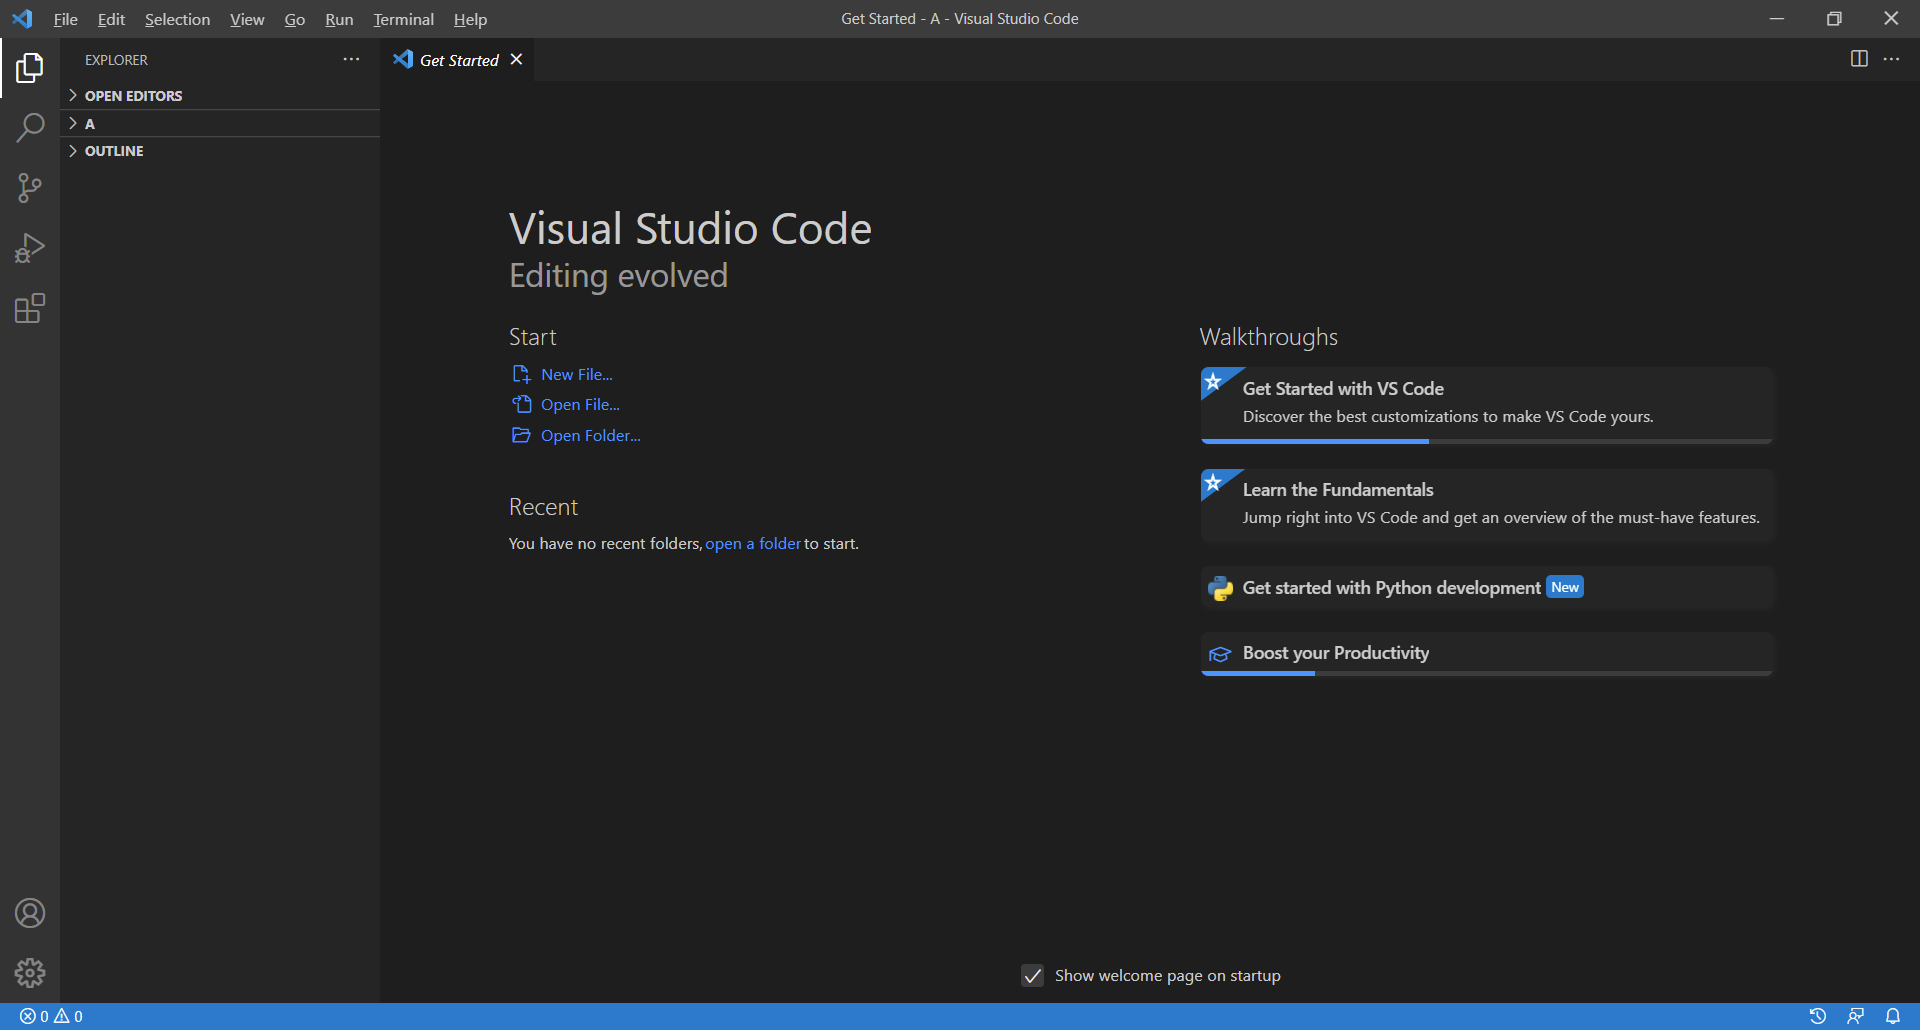 File Edit Selection View Go Run Terminal Help
Get Started - A - Visual Studio Code
EXPLORER
Get Started
OPEN EDITORS
A
OUTLINE
Visual Studio Code
Editing evolved
Start
New File...
Open File...
Open Folder...
Recent
You have no recent folders, open a folder to start.
Walkthroughs
Get Started with VS Code
Discover the best customizations to make VS Code yours.
Learn the Fundamentals
Jump right into VS Code and get an overview of the must-have features.
Get started with Python development New
Boost your Productivity
Show welcome page on startup
0 0